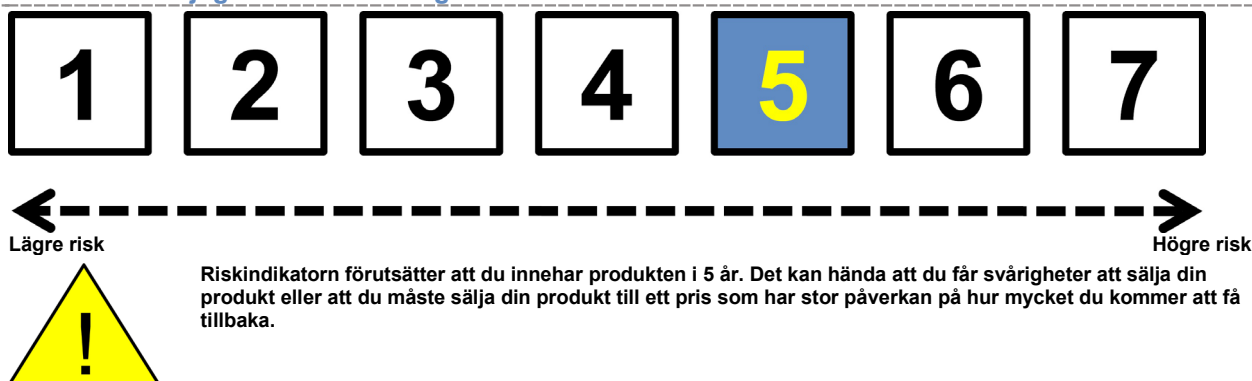 1 2 3 4 5 6 7
Lägre risk Högre risk
Riskindikatorn förutsätter att du innehar produkten i 5 år. Det kan hända att du får svårigheter att sälja din
produkt eller att du måste sälja din produkt till ett pris som har stor påverkan på hur mycket du kommer att få
tillbaka.
!